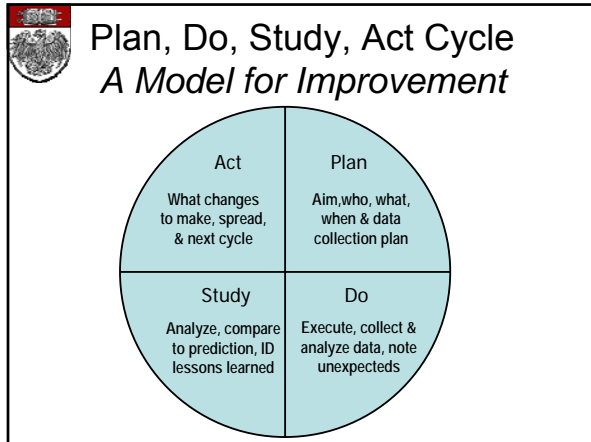 Plan, Do, Study, Act Cycle
A Model for Improvement
Act
What changes
to make, spread,
& next cycle
Plan
Aim,who, what,
when & data
collection plan
Study
Analyze, compare
to prediction, ID
lessons learned
Do
Execute, collect &
analyze data, note
unexpecteds